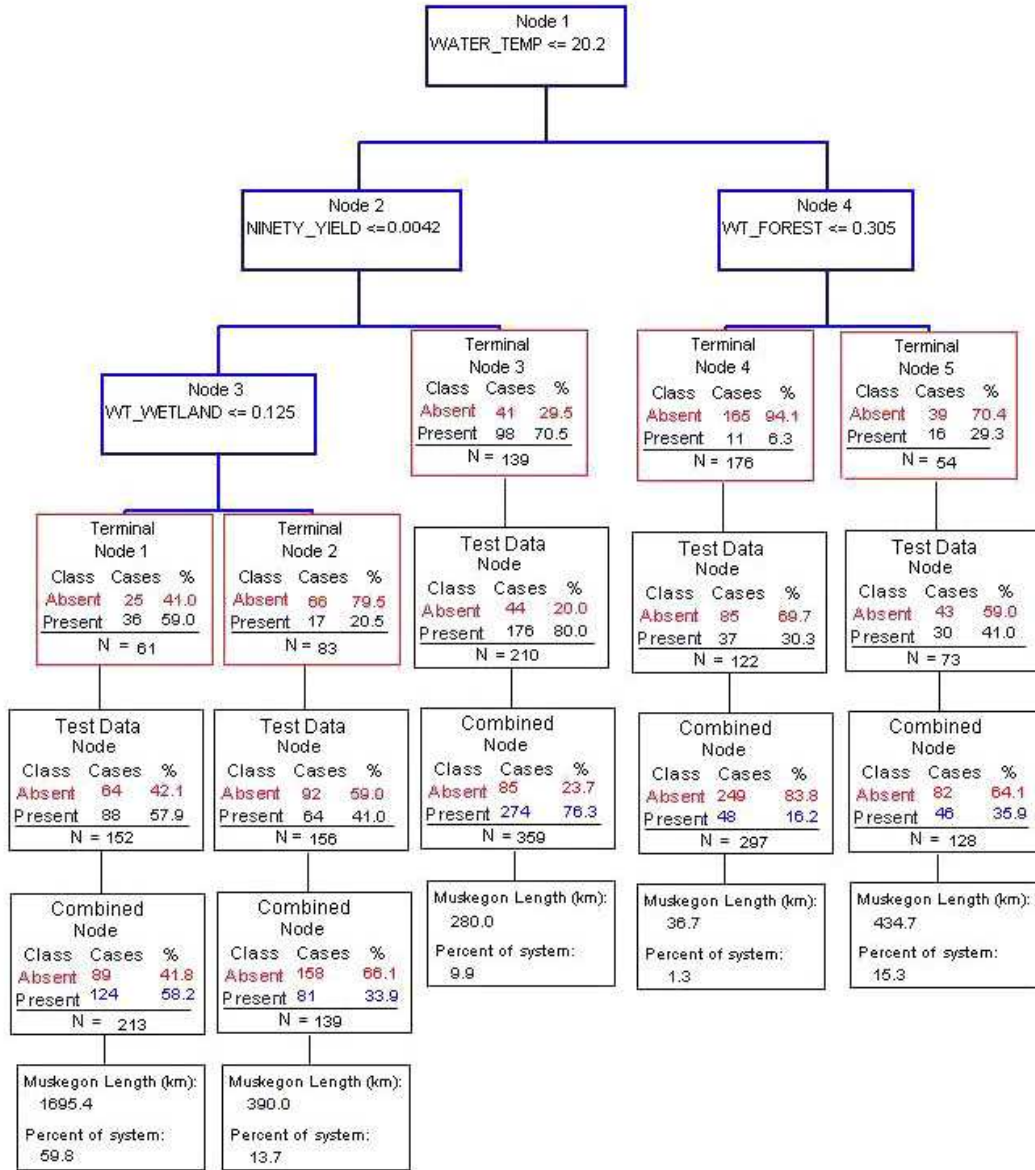 Node 1
WATER_TEMP <= 20.2
Node 2
NINETY_YIELD <=0.0042
Node 4
WT_FOREST <= 0.305
Node 3
WT_WETLAND <= 0.125
Terminal
Node 3
Class Cases %
Absent 41 29.5
Present 98 70.5
N = 139
Terminal
Node 4
Class Cases %
Absent 165 94.1
Present 11 6.3
N = 176
Terminal
Node 5
Class Cases %
Absent 39 70.4
Present 16 29.3
N = 54
Terminal
Node 1
Class Cases %
Absent 25 41.0
Present 36 59.0
N = 61
Terminal
Node 2
Class Cases %
Absent 66 79.5
Present 17 20.5
N = 83
Test Data
Node
Class Cases %
Absent 44 20.0
Present 176 80.0
N = 210
Test Data
Node
Class Cases %
Absent 85 69.7
Present 37 30.3
N = 122
Test Data
Node
Class Cases %
Absent 43 59.0
Present 30 41.0
N = 73
Test Data
Node
Class Cases %
Absent 64 42.1
Present 88 57.9
N = 152
Test Data
Node
Class Cases %
Absent 92 59.0
Present 64 41.0
N = 156
Combined
Node
Class Cases %
Absent 85 23.7
Present 274 76.3
N = 359
Combined
Node
Class Cases %
Absent 249 83.8
Present 48 16.2
N = 297
Combined
Node
Class Cases %
Absent 82 64.1
Present 46 35.9
N = 128
Combined
Node
Class Cases %
Absent 89 41.8
Present 124 58.2
N = 213
Combined
Node
Class Cases %
Absent 158 66.1
Present 81 33.9
N = 139
Muskegon Length (km):
280.0
Percent of system:
9.9
Muskegon Length (km):
36.7
Percent of system:
1.3
Muskegon Length (km):
434.7
Percent of system:
15.3
Muskegon Length (km):
1695.4
Percent of system:
59.8
Muskegon Length (km):
390.0
Percent of system:
13.7